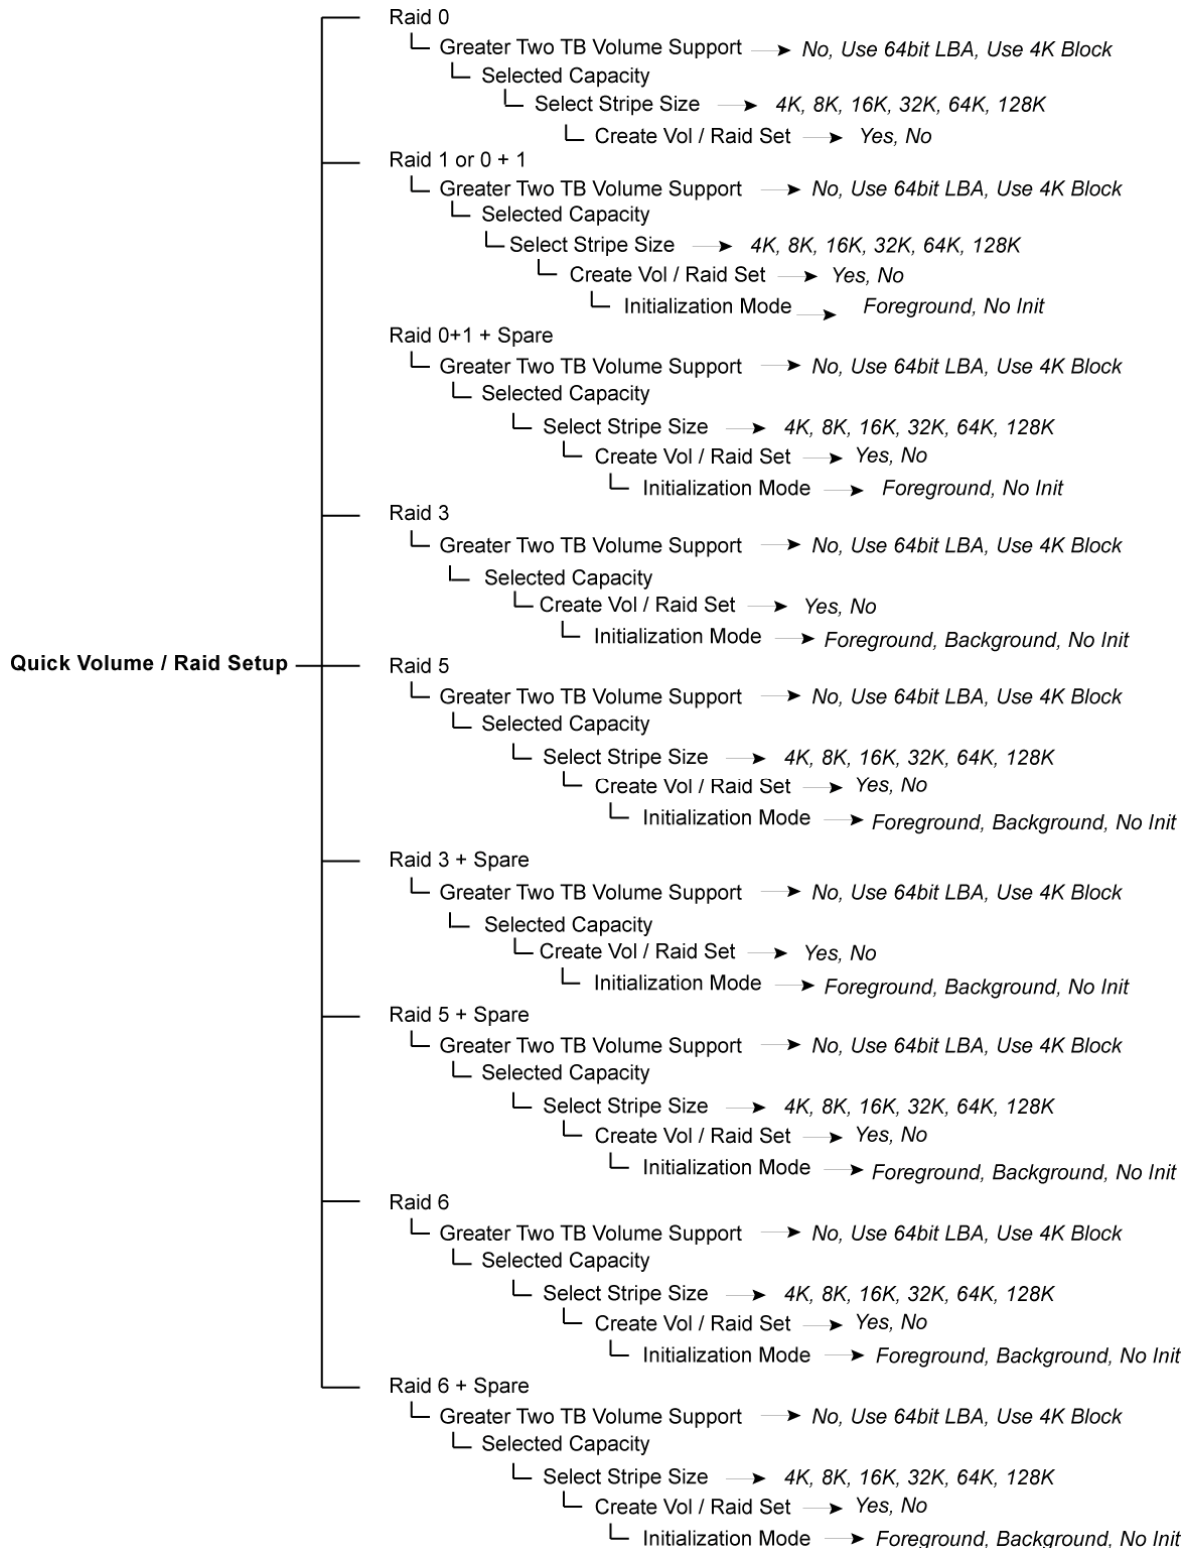 Raid 0
Greater Two TB Volume Support No, Use 64bit LBA, Use 4K Block
Selected Capacity
Select Stripe Size 4K, 8K, 16K, 32K, 64K, 128K
Create Vol / Raid Set Yes, No
Raid 1 or 0 + 1
Greater Two TB Volume Support No, Use 64bit LBA, Use 4K Block
Selected Capacity
Select Stripe Size 4K, 8K, 16K, 32K, 64K, 128K
Create Vol / Raid Set Yes, No
Initialization Mode Foreground, No Init
Raid 0+1 + Spare
Greater Two TB Volume Support No, Use 64bit LBA, Use 4K Block
Selected Capacity
Select Stripe Size 4K, 8K, 16K, 32K, 64K, 128K
Create Vol / Raid Set Yes, No
Initialization Mode Foreground, No Init
Raid 3
Greater Two TB Volume Support No, Use 64bit LBA, Use 4K Block
Selected Capacity
Create Vol / Raid Set Yes, No
Initialization Mode Foreground, Background, No Init
Quick Volume / Raid Setup
Raid 5
Greater Two TB Volume Support No, Use 64bit LBA, Use 4K Block
Selected Capacity
Select Stripe Size 4K, 8K, 16K, 32K, 64K, 128K
Create Vol / Raid Set Yes, No
Initialization Mode Foreground, Background, No Init
Raid 3 + Spare
Greater Two TB Volume Support No, Use 64bit LBA, Use 4K Block
Selected Capacity
Create Vol / Raid Set Yes, No
Initialization Mode Foreground, Background, No Init
Raid 5 + Spare
Greater Two TB Volume Support No, Use 64bit LBA, Use 4K Block
Selected Capacity
Select Stripe Size 4K, 8K, 16K, 32K, 64K, 128K
Create Vol / Raid Set Yes, No
Initialization Mode Foreground, Background, No Init
Raid 6
Greater Two TB Volume Support No, Use 64bit LBA, Use 4K Block
Selected Capacity
Select Stripe Size 4K, 8K, 16K, 32K, 64K, 128K
Create Vol / Raid Set Yes, No
Initialization Mode Foreground, Background, No Init
Raid 6 + Spare
Greater Two TB Volume Support No, Use 64bit LBA, Use 4K Block
Selected Capacity
Select Stripe Size 4K, 8K, 16K, 32K, 64K, 128K
Create Vol / Raid Set Yes, No
Initialization Mode Foreground, Background, No Init